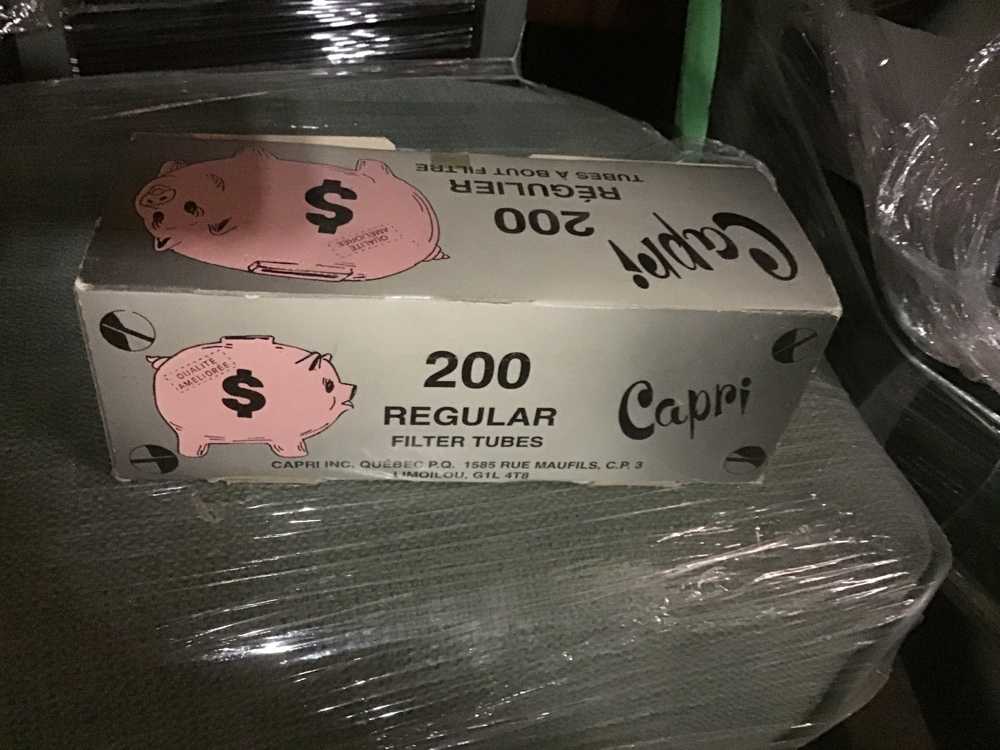 Capri
200
RÉGULIER
TUBES À BOUT FILTRE
$
QUALITÉ
AMÉLIORÉE
QUALITÉ
AMÉLIORÉE
$
200
REGULAR
FILTER TUBES
Capri
CAPRI INC, QUÉBEC P.Q. 1585 RUE MAUFILS, C.P. 3
LIMOILOU, G1L 4T8